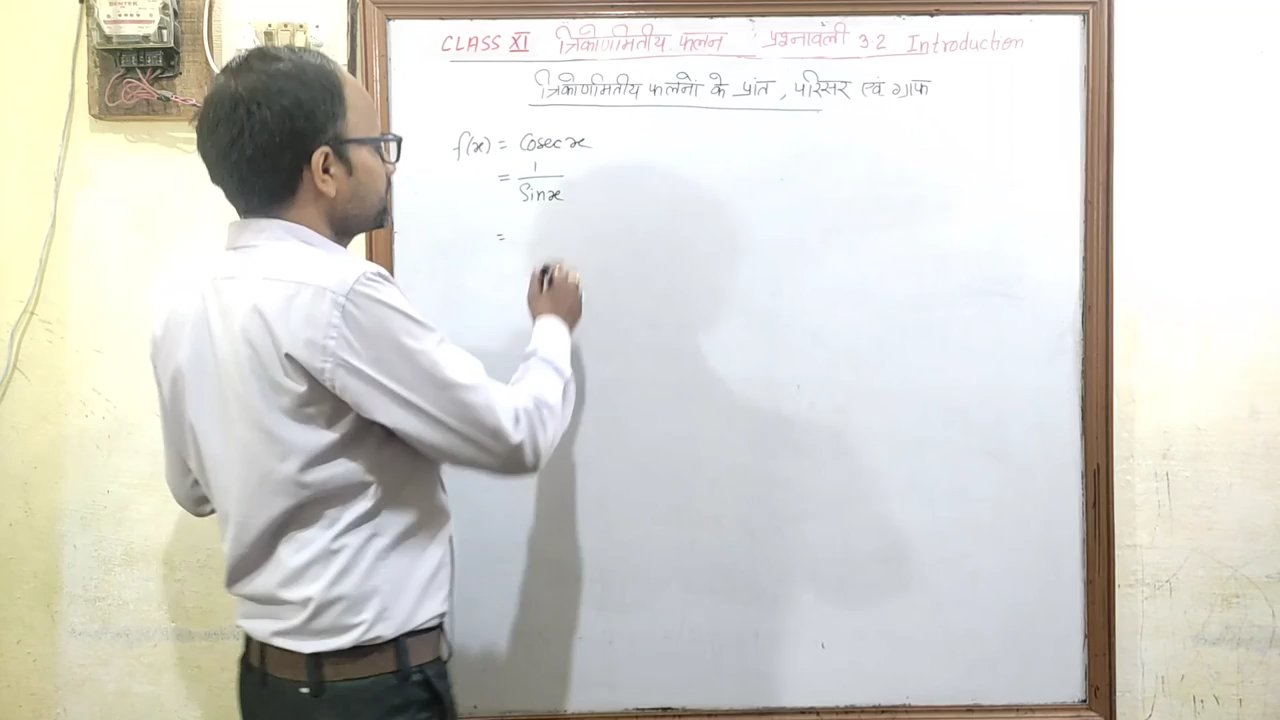 CLASS XI त्रिकोणमितीय फलन प्रश्नावली 3.2 Introduction
त्रिकोणमितीय फलनों के प्रांत , परिसर एवं ग्राफ
f(x) = Cosec x
= 1/Sin x
=